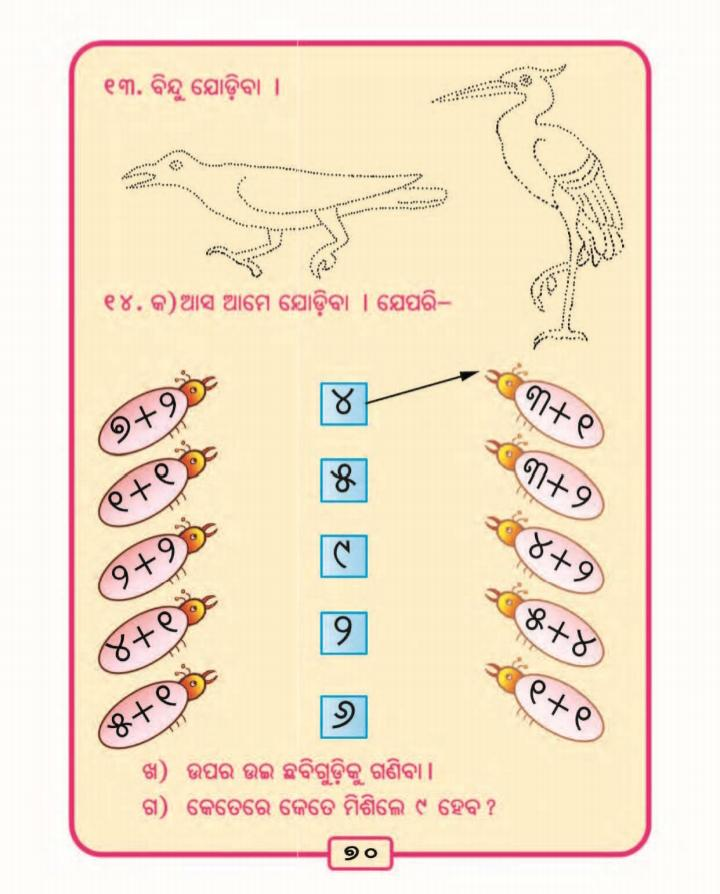 ୧୩. ବିନ୍ଦୁ ଯୋଡ଼ିବା ।
୧୪. କ) ଆସ ଆମେ ଯୋଡ଼ିବା । ଯେପରି–
୭+୨ ୪ ୩+୧
୧+୧ ୫ ୩+୨
୨+୨ ୯ ୪+୨
୪+୧ ୨ ୫+୪
୫+୧ ୬ ୧+୧
ଖ) ଉପର ଉଇ ଛବିଗୁଡ଼ିକୁ ଗଣିବା ।
ଗ) କେତେରେ କେତେ ମିଶିଲେ ୯ ହେବ ?
୭୦